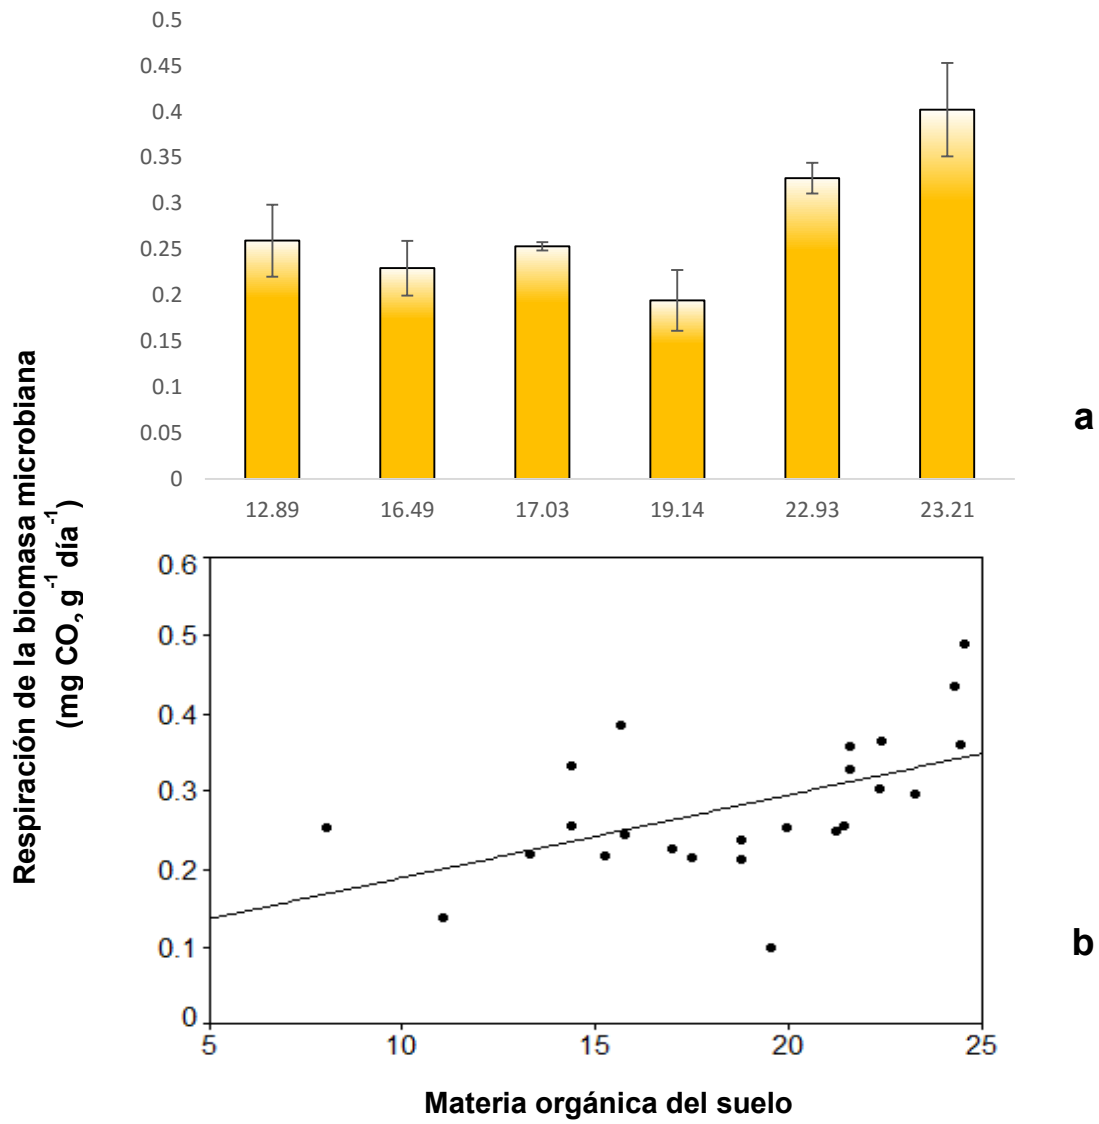 0.5
0.45
0.4
0.35
0.3
0.25
0.2
0.15
0.1
0.05
0
12.89 16.49 17.03 19.14 22.93 23.21
a
Respiración de la biomasa microbiana
(mg CO2 g-1 día-1)
0.6
0.5
0.4
0.3
0.2
0.1
0
5 10 15 20 25
b
Materia orgánica del suelo